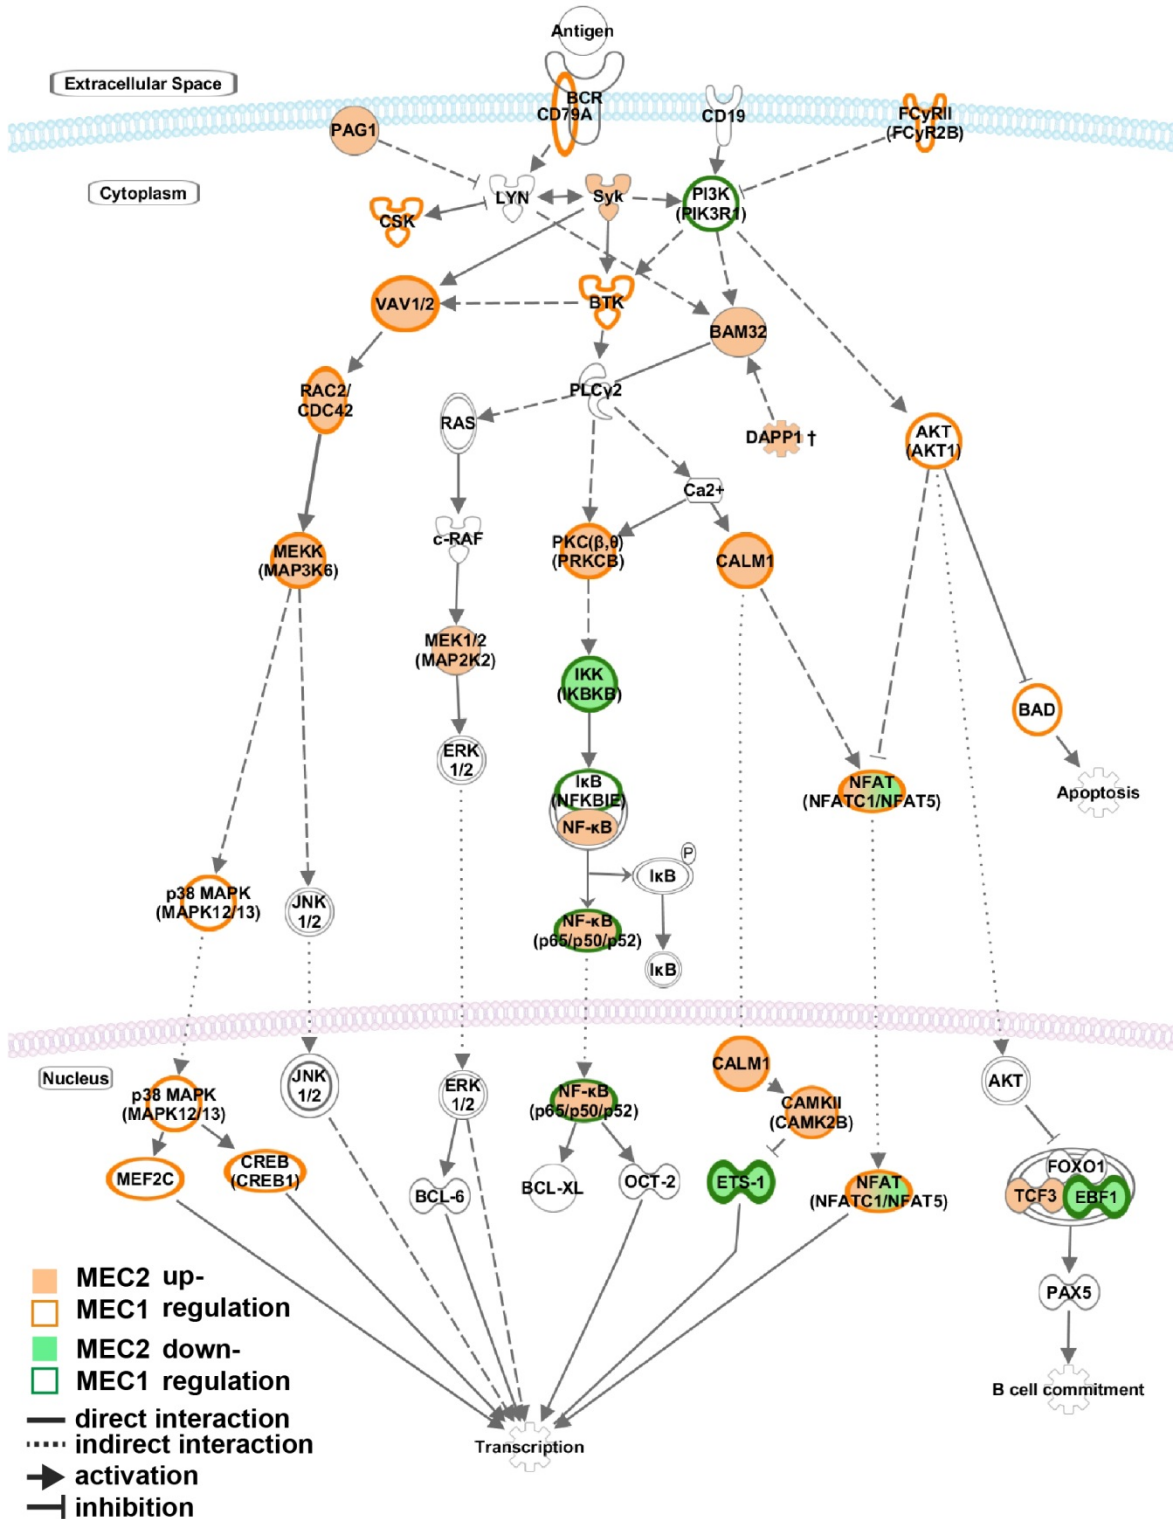 Antigen
Extracellular Space
BCR
CD79A
CD19
FCγRII
(FCγR2B)
PAG1
Cytoplasm
LYN
Syk
PI3K
(PIK3R1)
CSK
VAV1/2
BTK
BAM32
RAC2/
CDC42
PLCγ2
RAS
DAPP1 †
AKT
(AKT1)
Ca2+
c-RAF
MEKK
(MAP3K6)
PKC(β,θ)
(PRKCB)
CALM1
MEK1/2
(MAP2K2)
IKK
(IKBKB)
BAD
ERK
1/2
IκB
(NFKBIE)
NF-κB
NFAT
(NFATC1/NFAT5)
Apoptosis
P
IκB
p38 MAPK
(MAPK12/13)
JNK
1/2
NF-κB
(p65/p50/p52)
IκB
Nucleus
p38 MAPK
(MAPK12/13)
JNK
1/2
ERK
1/2
NF-κB
(p65/p50/p52)
CALM1
CAMKII
(CAMK2B)
AKT
MEF2C
CREB
(CREB1)
BCL-6
BCL-XL
OCT-2
ETS-1
NFAT
(NFATC1/NFAT5)
FOXO1
TCF3
EBF1
PAX5
B cell commitment
Transcription
MEC2 up-
MEC1 regulation
MEC2 down-
MEC1 regulation
direct interaction
indirect interaction
activation
inhibition